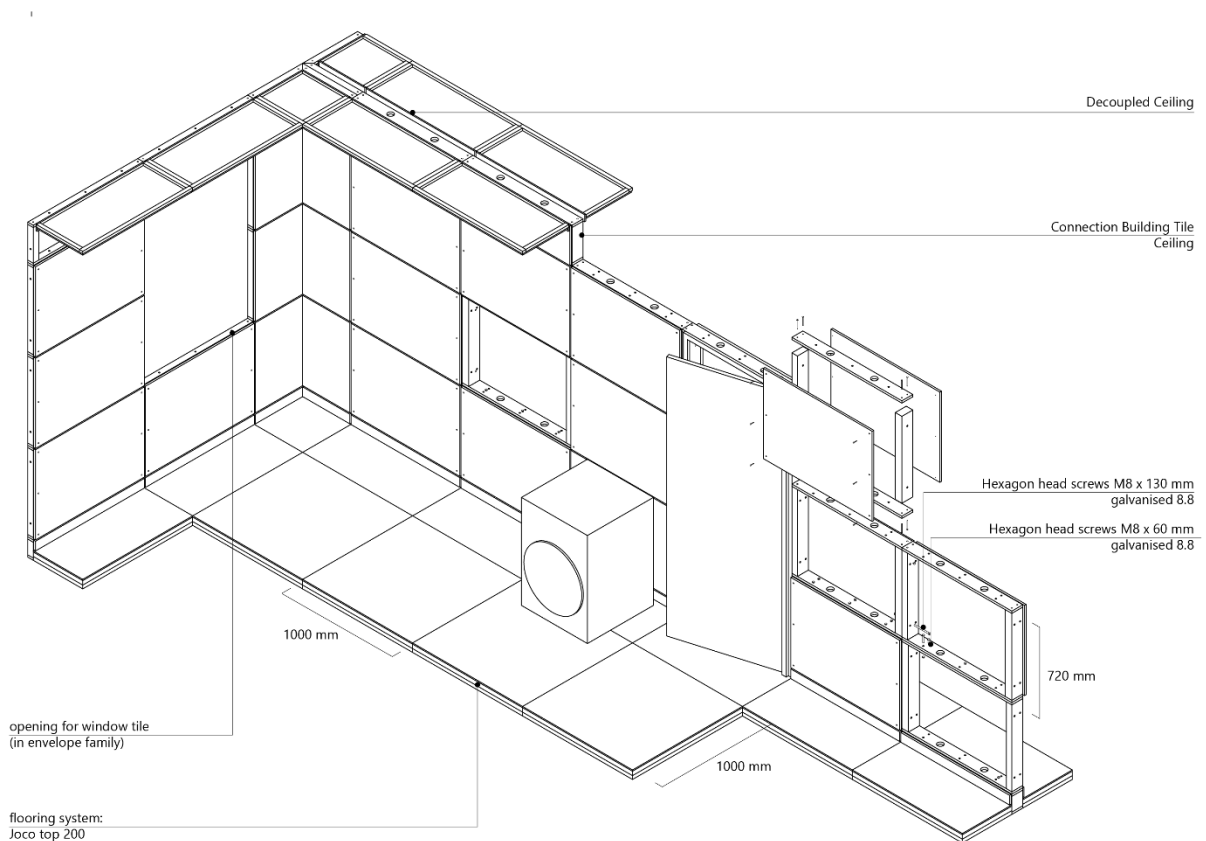 Decoupled Ceiling
Connection Building Tile
Ceiling
Hexagon head screws M8 x 130 mm
galvanised 8.8
Hexagon head screws M8 x 60 mm
galvanised 8.8
1000 mm
720 mm
opening for window tile
(in envelope family)
1000 mm
flooring system:
Joco top 200